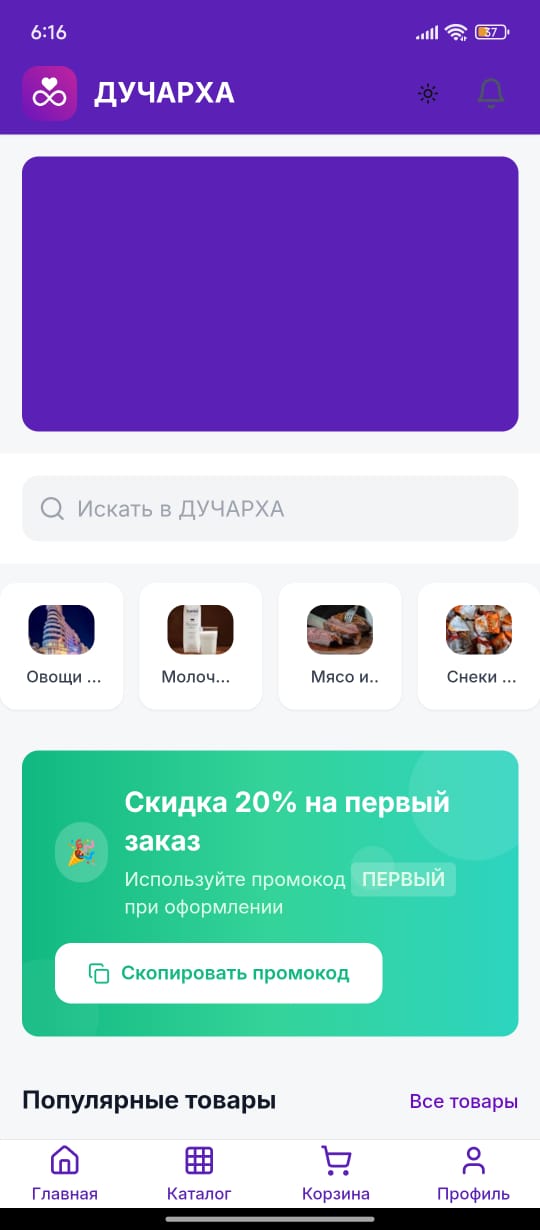 6:16
37
ДУЧАРХА
Искать в ДУЧАРХА
Овощи ...
Молоч...
Мясо и..
Снеки ...
Скидка 20% на первый
заказ
Используйте промокод ПЕРВЫЙ
при оформлении
Скопировать промокод
Популярные товары
Все товары
Главная
Каталог
Корзина
Профиль